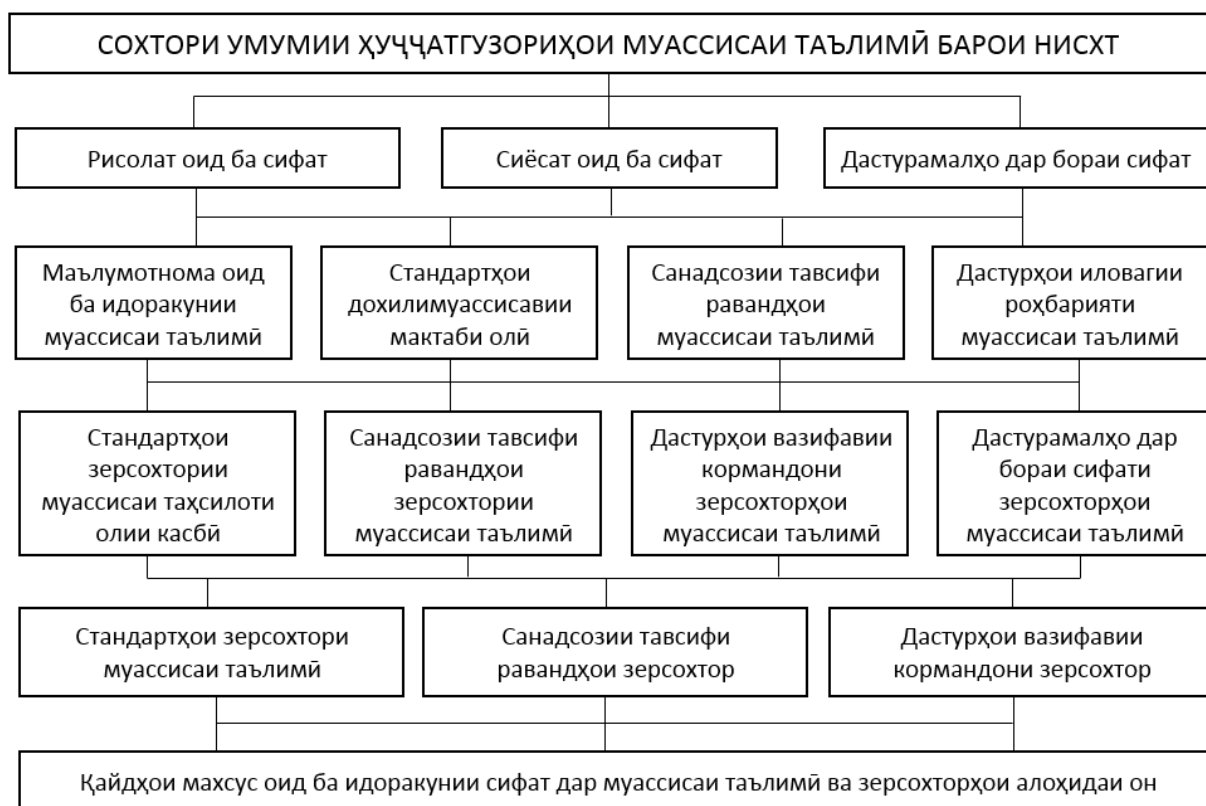 СОХТОРИ УМУМИИ ҲУҶҶАТГУЗОРИҲОИ МУАССИСАИ ТАЪЛИМӢ БАРОИ НИСХТ
Рисолат оид ба сифат
Сиёсат оид ба сифат
Дастурамалҳо дар бораи сифат
Маълумотнома оид
ба идоракунии
муассисаи таълимӣ
Стандартҳои
дохилимуассисавии
мактаби олӣ
Санадсозии тавсифи
равандҳои
муассисаи таълимӣ
Дастурҳои иловагии
роҳбарияти
муассисаи таълимӣ
Стандартҳои
зерсохтории
муассисаи таҳсилоти
олии касбӣ
Санадсозии тавсифи
равандҳои
зерсохтории
муассисаи таълимӣ
Дастурҳои вазифавии
кормандони
зерсохторҳои
муассисаи таълимӣ
Дастурамалҳо дар
бораи сифати
зерсохторҳои
муассисаи таълимӣ
Стандартҳои зерсохтори
муассисаи таълимӣ
Санадсозии тавсифи
равандҳои зерсохтор
Дастурҳои вазифавии
кормандони зерсохтор
Қайдҳои махсус оид ба идоракунии сифат дар муассисаи таълимӣ ва зерсохторҳои алоҳидаи он